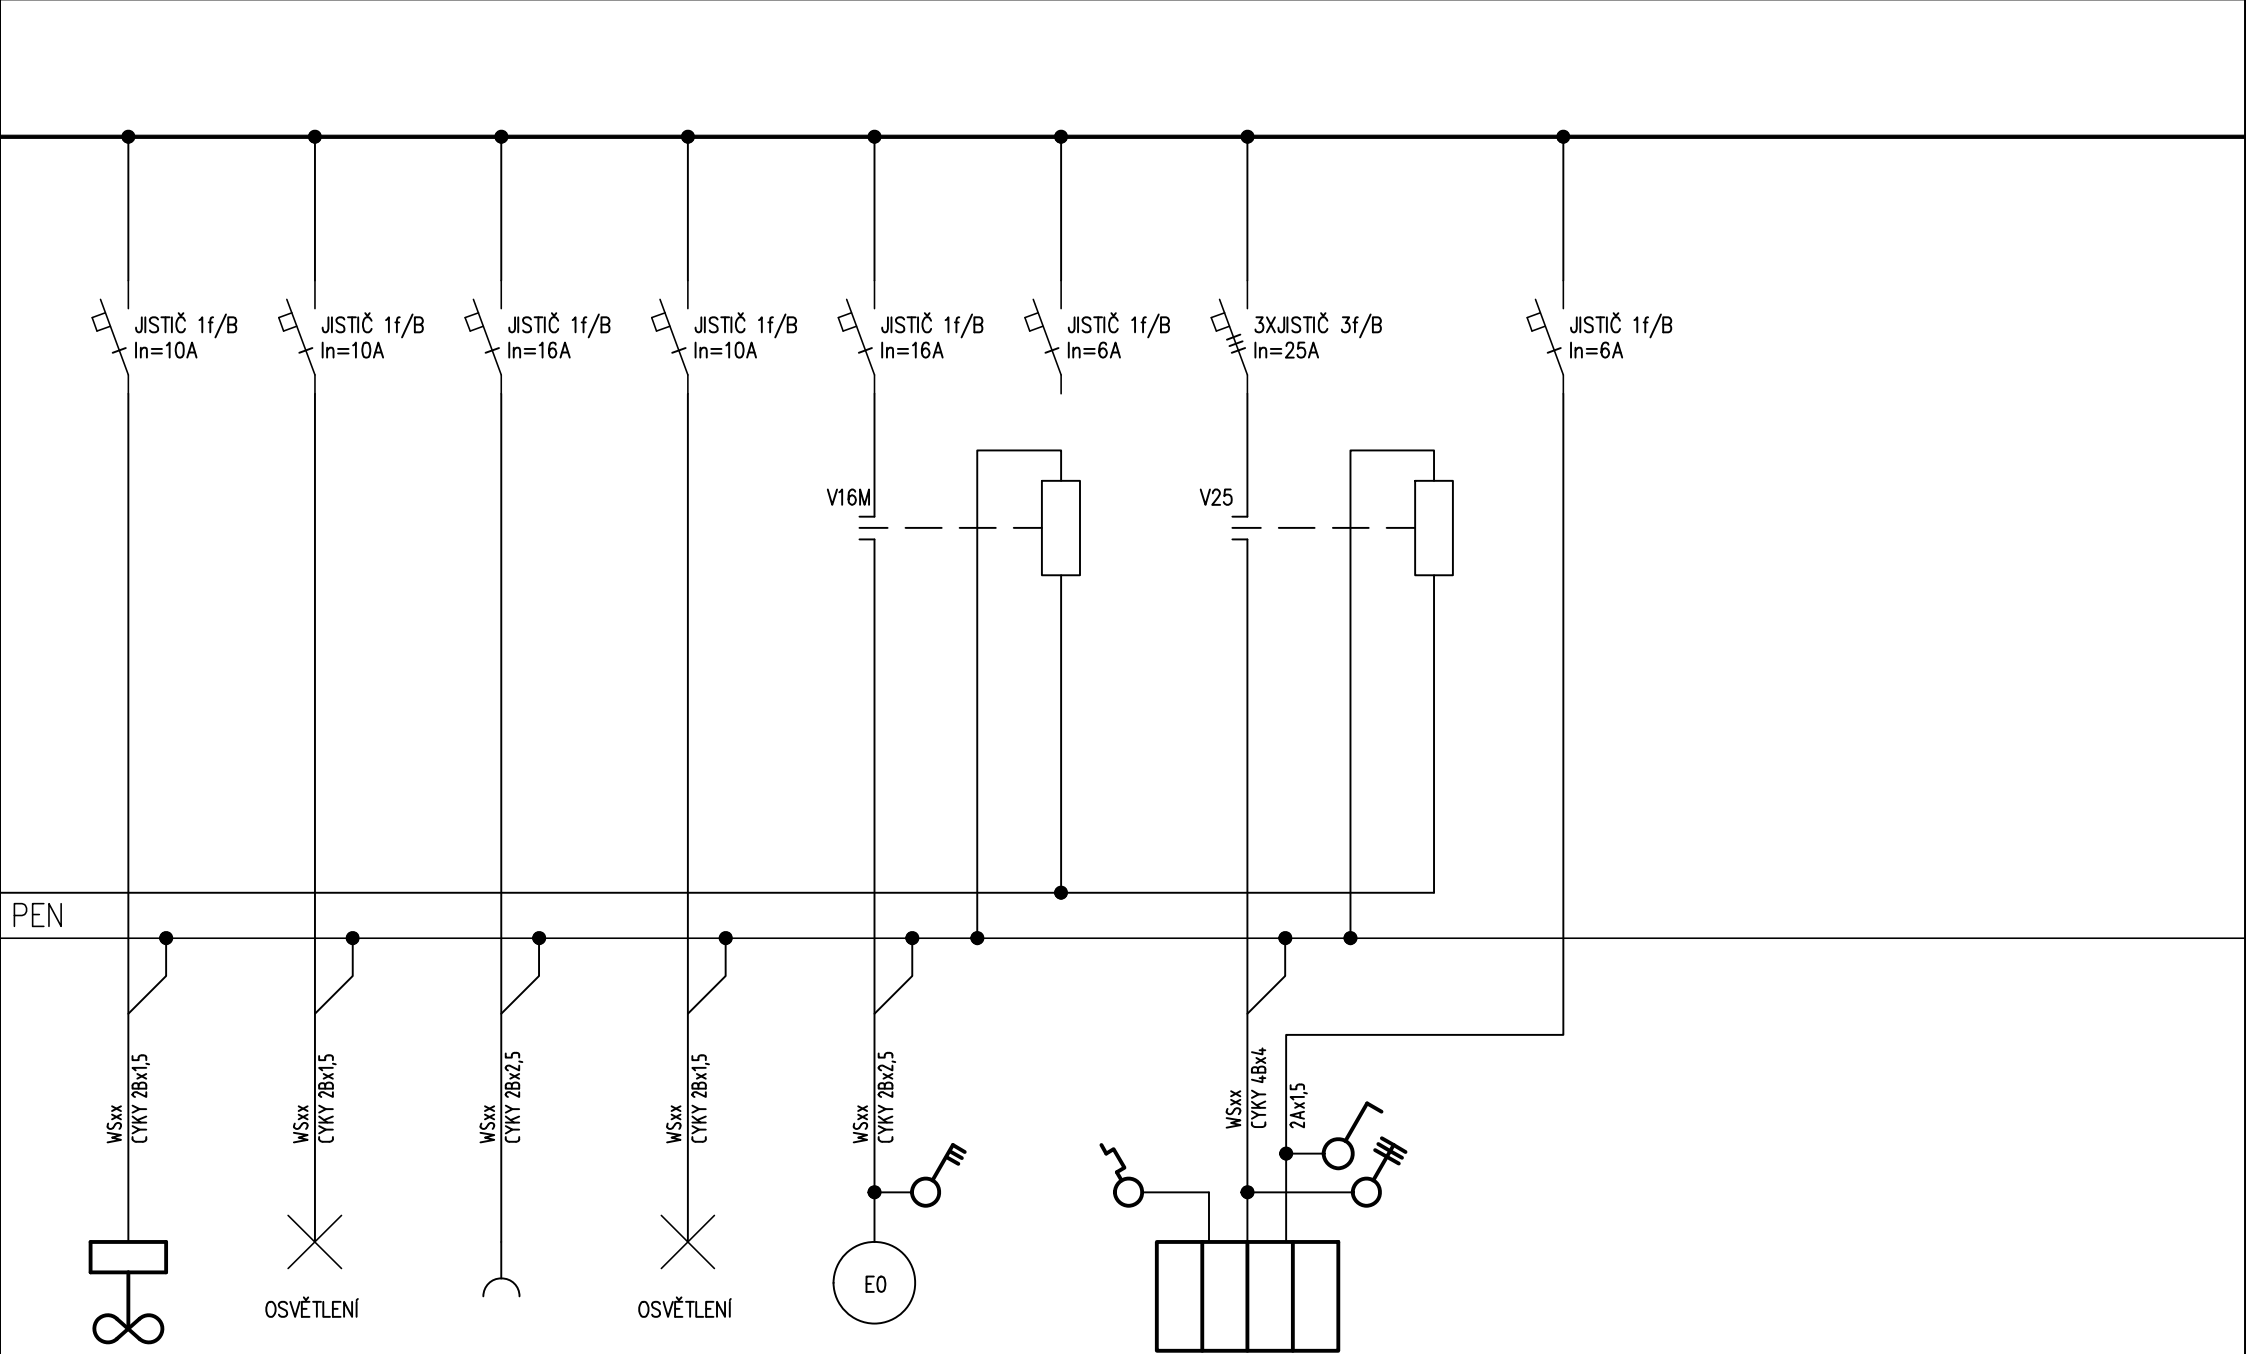 JISTIČ 1f/B
In=10A
JISTIČ 1f/B
In=10A
JISTIČ 1f/B
In=16A
JISTIČ 1f/B
In=10A
JISTIČ 1f/B
In=16A
JISTIČ 1f/B
In=6A
3XJISTIČ 3f/B
In=25A
JISTIČ 1f/B
In=6A
V16M
V25
PEN
WSxx
CYKY 2Bx1,5
WSxx
CYKY 2Bx1,5
WSxx
CYKY 2Bx2,5
WSxx
CYKY 2Bx1,5
WSxx
CYKY 2Bx2,5
WSxx
CYKY 4Bx4
2Ax1,5
OSVĚTLENÍ
OSVĚTLENÍ
EO